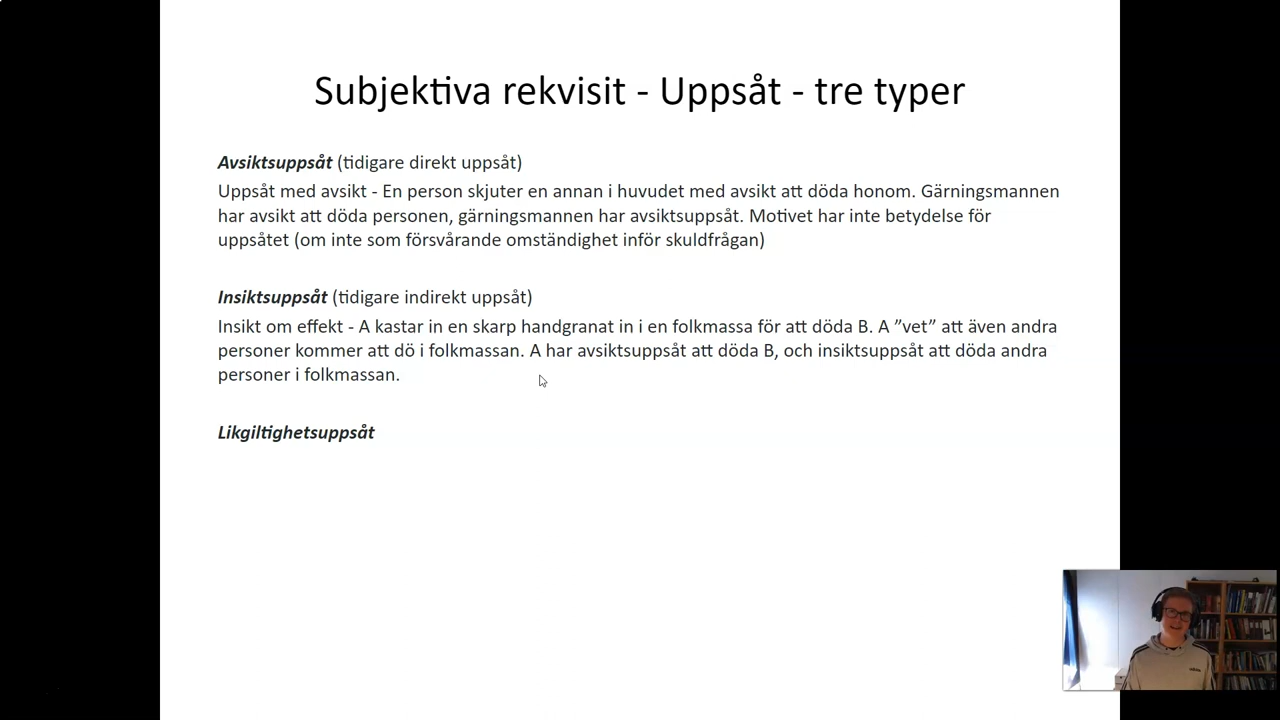 Subjektiva rekvisit - Uppsåt - tre typer
Avsiktsuppsåt (tidigare direkt uppsåt)
Uppsåt med avsikt - En person skjuter en annan i huvudet med avsikt att döda honom. Gärningsmannen
har avsikt att döda personen, gärningsmannen har avsiktsuppsåt. Motivet har inte betydelse för
uppsåtet (om inte som försvårande omständighet inför skuldfrågan)
Insiktsuppsåt (tidigare indirekt uppsåt)
Insikt om effekt - A kastar in en skarp handgranat in i en folkmassa för att döda B. A ”vet” att även andra
personer kommer att dö i folkmassan. A har avsiktsuppsåt att döda B, och insiktsuppsåt att döda andra
personer i folkmassan.
Likgiltighetsuppsåt